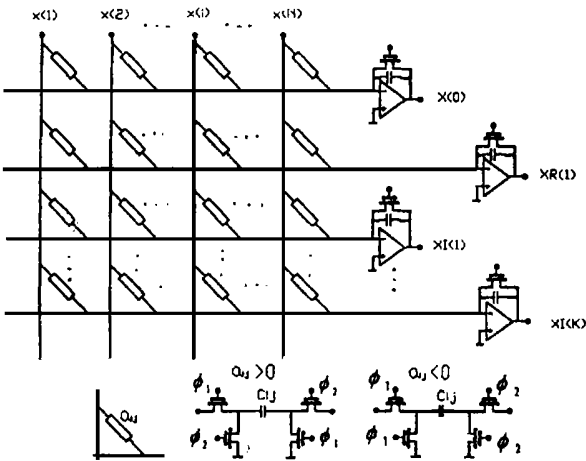 x(1) x(2) ... ... x(i) ... x(N)
X(0)
XR(1)
XI(1)
XI(K)
aij aij >0 aij <0
ϕ1 Cij ϕ2 ϕ1 Cij ϕ2
ϕ2 ϕ1 ϕ1 ϕ2